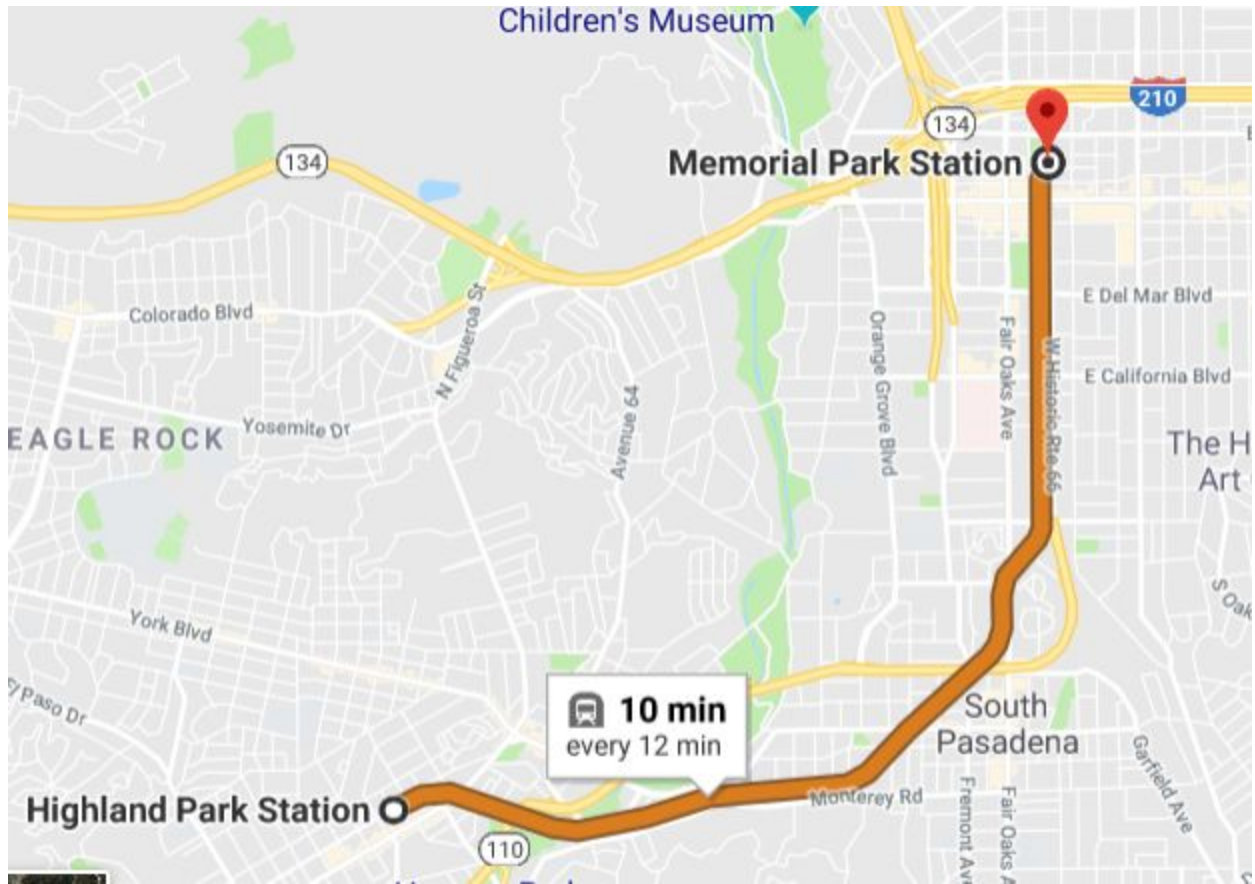 Children's Museum
210
134
Memorial Park Station
134
E Del Mar Blvd
Colorado Blvd
N Figueroa St
Orange Grove Blvd
Fair Oaks Ave
W Historic Rte 66
E California Blvd
Avenue 64
EAGLE ROCK
Yosemite Dr
The H
Art
York Blvd
S Oak
Paso Dr
10 min
every 12 min
South
Pasadena
Garfield Ave
Highland Park Station
Monterey Rd
Fremont Av
Fair Oaks A
110